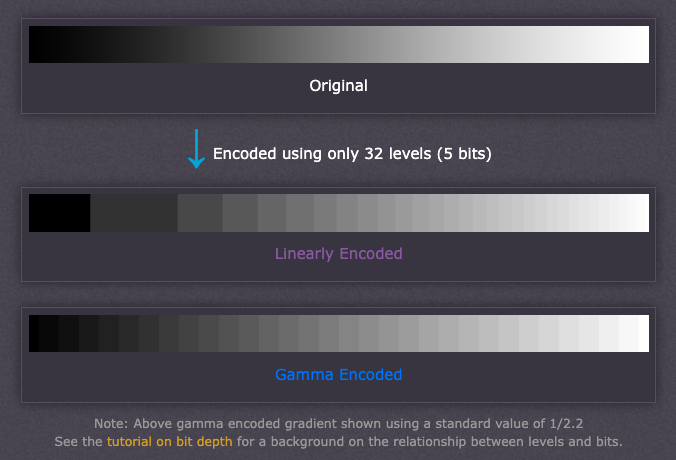 Original
Encoded using only 32 levels (5 bits)
Linearly Encoded
Gamma Encoded
Note: Above gamma encoded gradient shown using a standard value of 1/2.2
See the tutorial on bit depth for a background on the relationship between levels and bits.